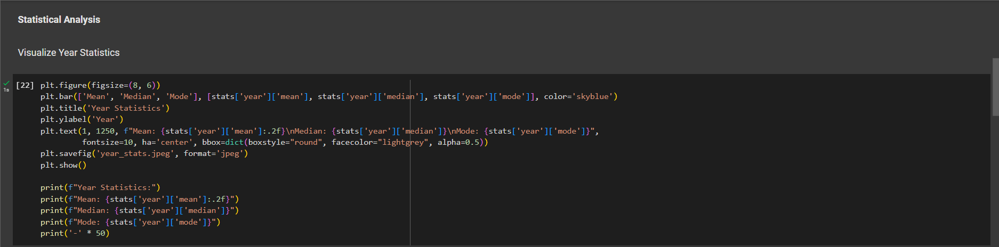 Statistical Analysis
Visualize Year Statistics
1s
[22] plt.figure(figsize=(8, 6))
plt.bar(['Mean', 'Median', 'Mode'], [stats['year']['mean'], stats['year']['median'], stats['year']['mode']], color='skyblue')
plt.title('Year Statistics')
plt.ylabel('Year')
plt.text(1, 1250, f"Mean: {stats['year']['mean']:.2f}\nMedian: {stats['year']['median']}\nMode: {stats['year']['mode']}",
         fontsize=10, ha='center', bbox=dict(boxstyle="round", facecolor="lightgrey", alpha=0.5))
plt.savefig('year_stats.jpeg', format='jpeg')
plt.show()
print(f"Year Statistics:")
print(f"Mean: {stats['year']['mean']:.2f}")
print(f"Median: {stats['year']['median']}")
print(f"Mode: {stats['year']['mode']}")
print('-' * 50)